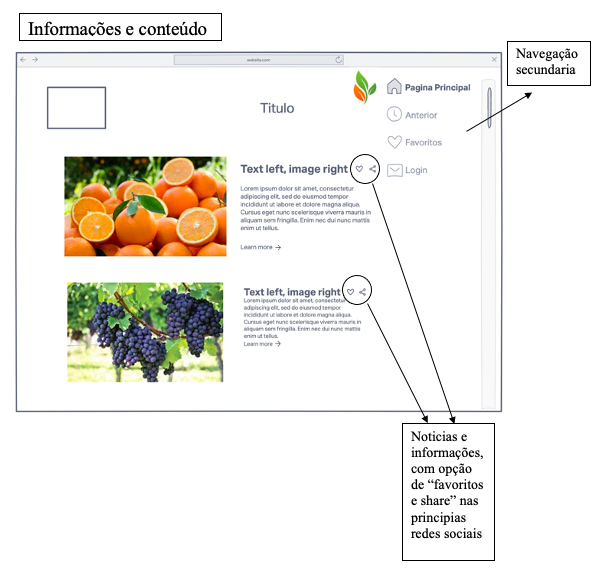 Informações e conteúdo
website.com
Navegação
secundaria
Titulo
Pagina Principal
Anterior
Favoritos
Login
Text left, image right
Lorem ipsum dolor sit amet, consectetur
adipiscing elit, sed do eiusmod tempor
incididunt ut labore et dolore magna aliqua.
Cursus eget nunc scelerisque viverra mauris in
aliquam sem fringilla. Etiam nec dui nunc mattis
enim ut tellus.
Learn more →
Text left, image right
Lorem ipsum dolor sit amet, consectetur
adipiscing elit, sed do eiusmod tempor
incididunt ut labore et dolore magna aliqua.
Cursus eget nunc scelerisque viverra mauris in
aliquam sem fringilla. Etiam nec dui nunc mattis
Learn more →
Noticias e
informações,
com opção
de “favoritos
e share” nas
principias
redes sociais